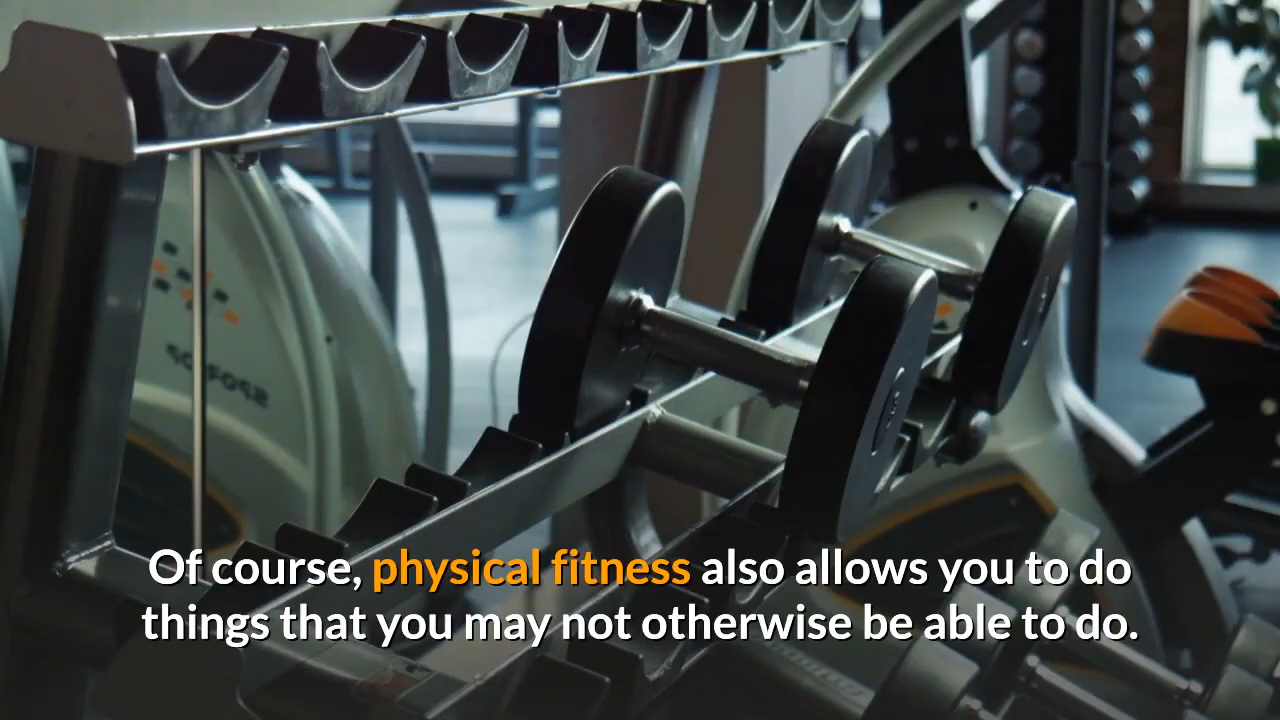 Of course, physical fitness also allows you to do
things that you may not otherwise be able to do.